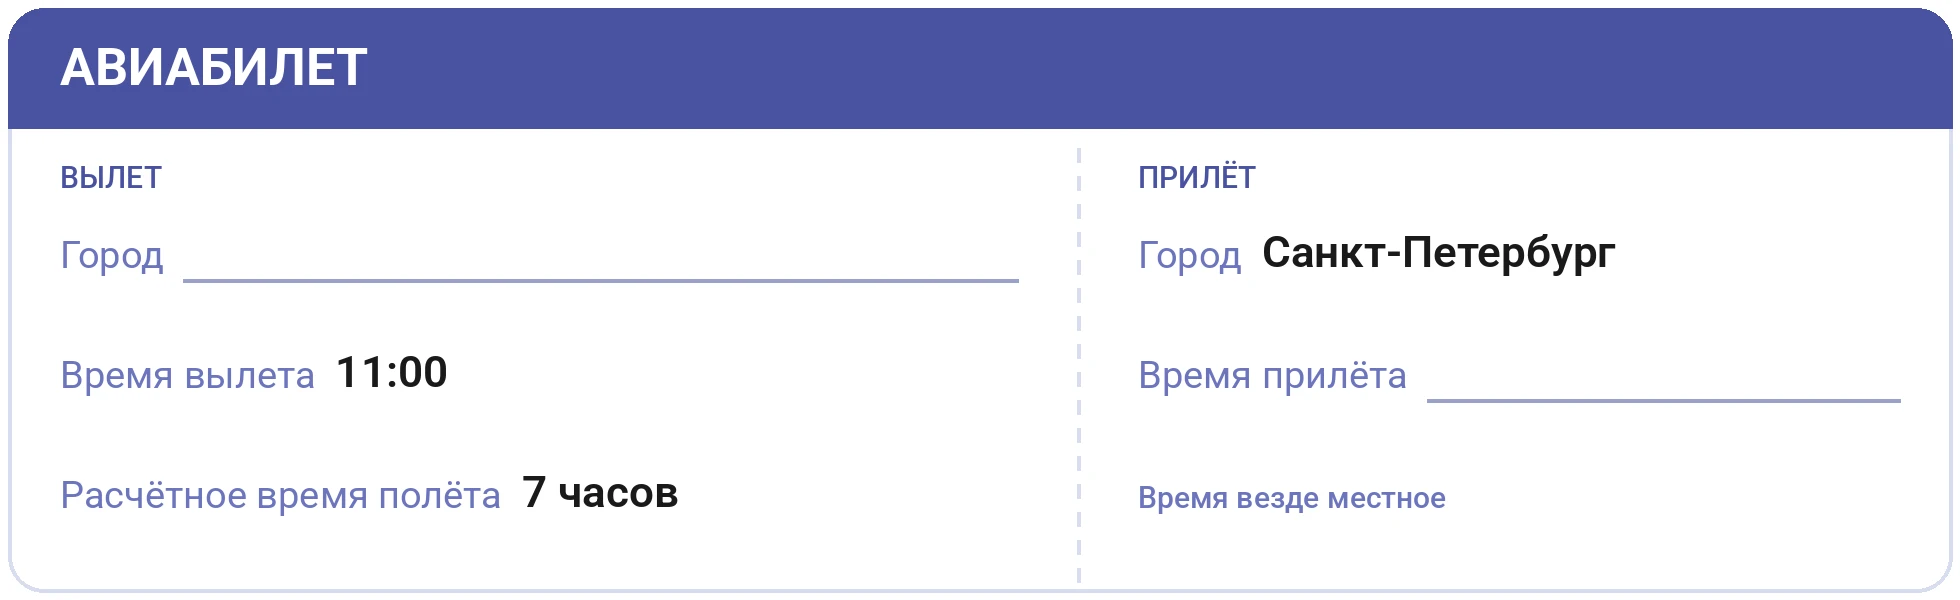 АВИАБИЛЕТ
ВЫЛЕТ
Город
Время вылета 11:00
Расчётное время полёта 7 часов
ПРИЛЁТ
Город Санкт-Петербург
Время прилёта
Время везде местное